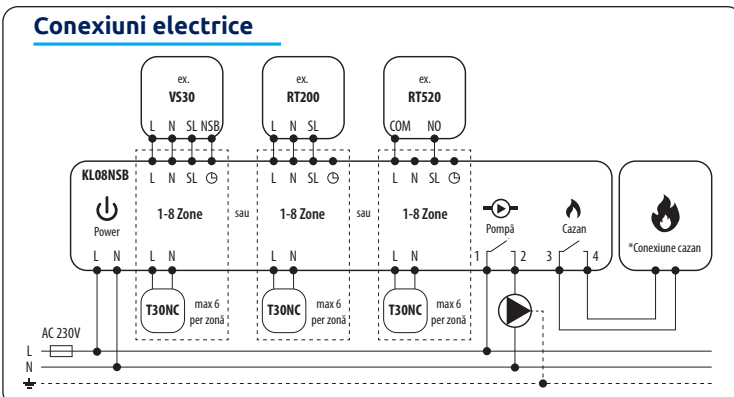 Conexiuni electrice
ex. ex. ex.
VS30 RT200 RT520
L N SL NSB L N SL COM NO
KL08NSB L N SL L N SL L N SL
Power 1-8 Zone sau 1-8 Zone sau 1-8 Zone Pompă Cazan *Conexiune cazan
L N L N L N L N 1 2 3 4
T30NC max 6 per zonă T30NC max 6 per zonă T30NC max 6 per zonă
AC 230V
L
N